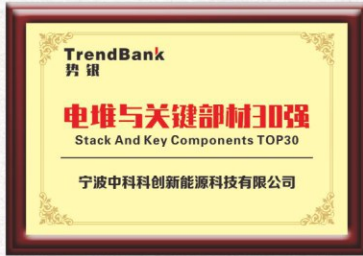 TrendBank
势银
电堆与关键部材30强
Stack And Key Components TOP30
宁波中科科创新能源科技有限公司